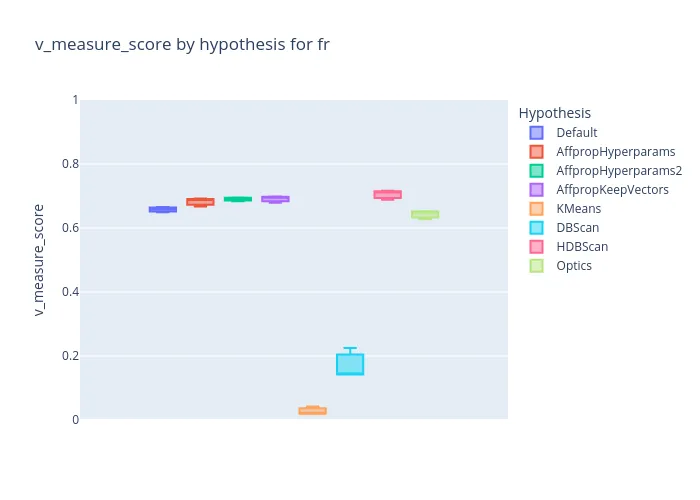 v_measure_score by hypothesis for fr
1
0.8
0.6
0.4
0.2
0
v_measure_score
Hypothesis
Default
AffpropHyperparams
AffpropHyperparams2
AffpropKeepVectors
KMeans
DBScan
HDBScan
Optics